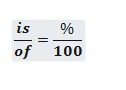 is % 
of = 100